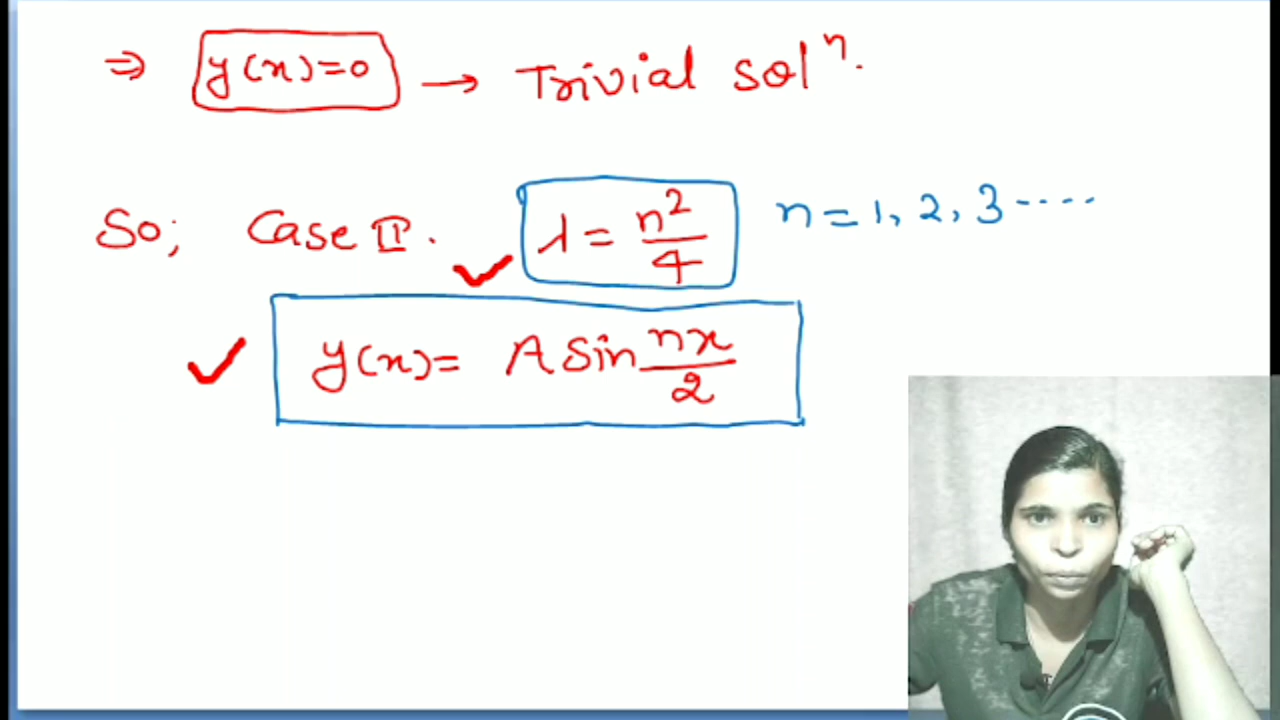 ⇒ y(x)=0 → Trivial solⁿ.
So; Case II. λ = n²/4 n=1, 2, 3 ----
y(x)= A Sin nx/2